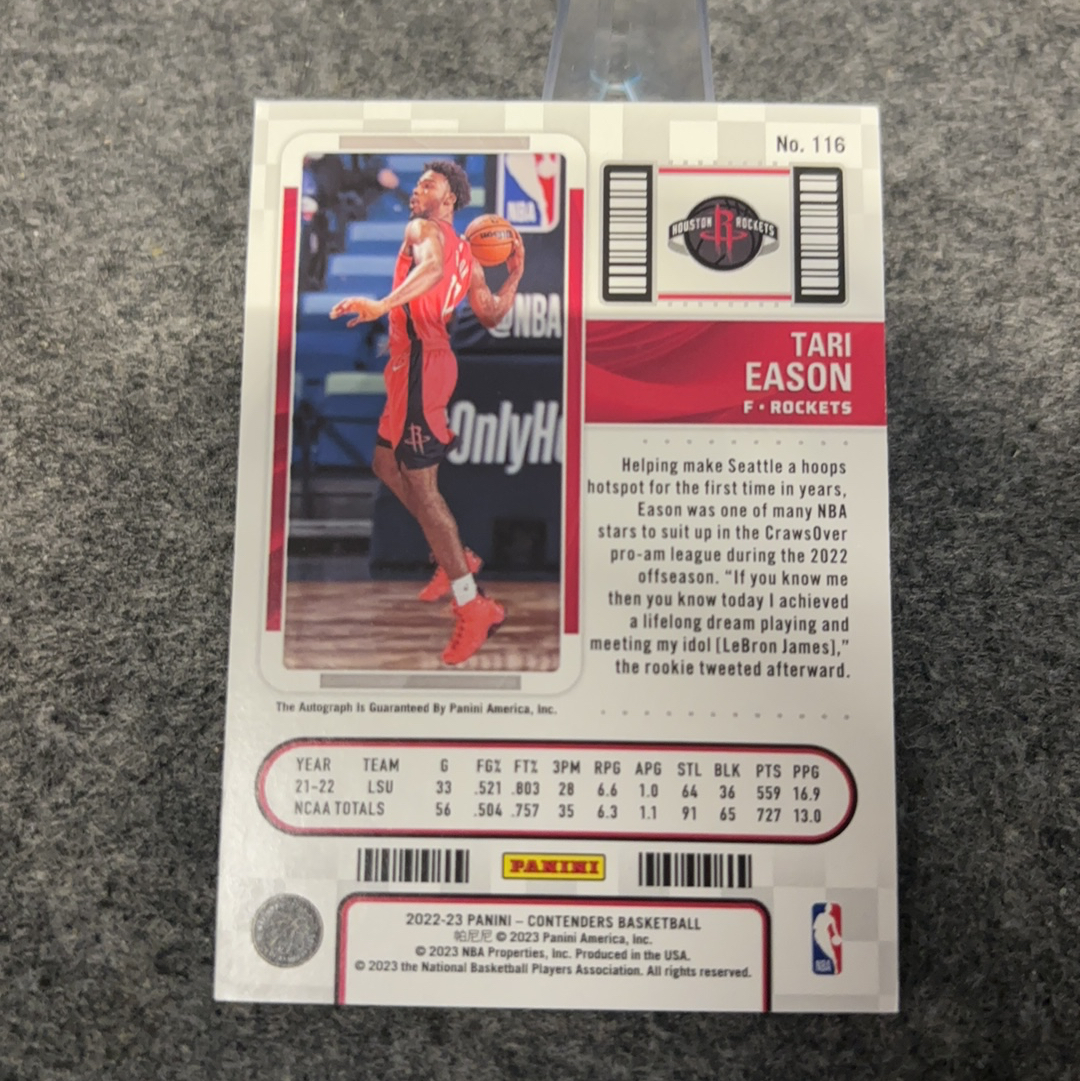 No. 116
HOUSTON ROCKETS
NBA
@NBA
OnlyH
TARI
EASON
F • ROCKETS
Helping make Seattle a hoops
hotspot for the first time in years,
Eason was one of many NBA
stars to suit up in the CrawsOver
pro-am league during the 2022
offseason. “If you know me
then you know today I achieved
a lifelong dream playing and
meeting my idol [LeBron James],”
the rookie tweeted afterward.
The Autograph Is Guaranteed By Panini America, Inc.
YEAR TEAM G FG% FT% 3PM RPG APG STL BLK PTS PPG
21-22 LSU 33 .521 .803 28 6.6 1.0 64 36 559 16.9
NCAA TOTALS 56 .504 .757 35 6.3 1.1 91 65 727 13.0
PANINI
2022-23 PANINI – CONTENDERS BASKETBALL
帕尼尼 © 2023 Panini America, Inc.
© 2023 NBA Properties, Inc. Produced in the USA.
© 2023 the National Basketball Players Association. All rights reserved.
NBA